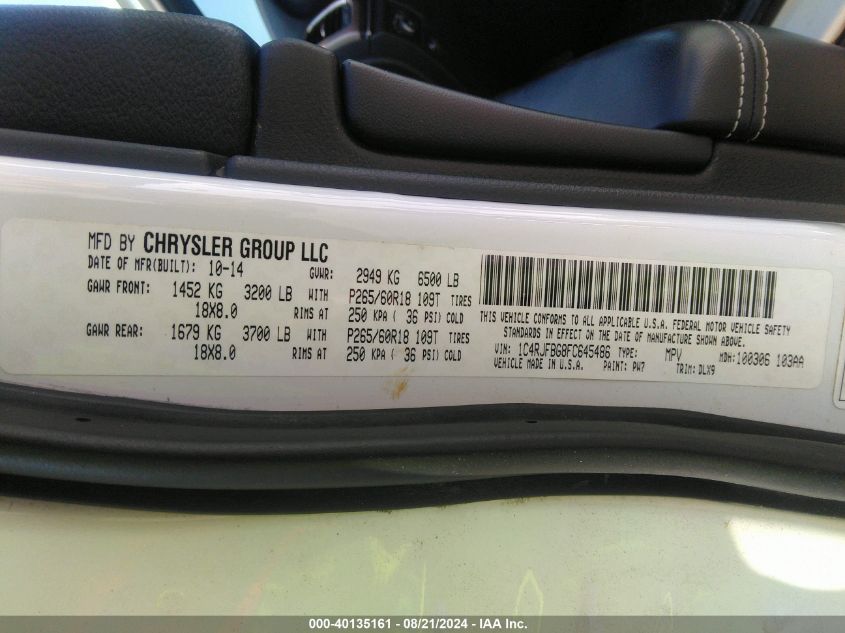 MFD BY CHRYSLER GROUP LLC
DATE OF MFR(BUILT): 10-14 GVWR: 2949 KG 6500 LB
GAWR FRONT: 1452 KG 3200 LB WITH P265/60R18 109T TIRES
18X8.0 RIMS AT 250 KPA ( 36 PSI) COLD
GAWR REAR: 1679 KG 3700 LB WITH P265/60R18 109T TIRES
18X8.0 RIMS AT 250 KPA ( 36 PSI) COLD
THIS VEHICLE CONFORMS TO ALL APPLICABLE U.S.A. FEDERAL MOTOR VEHICLE SAFETY
STANDARDS IN EFFECT ON THE DATE OF MANUFACTURE SHOWN ABOVE.
VIN: 1C4RJFBG8FC645486 TYPE: MPV MDH:100306 103AA
VEHICLE MADE IN U.S.A. PAINT: PW7 TRIM: DLX9
000-40135161 - 08/21/2024 - IAA Inc.